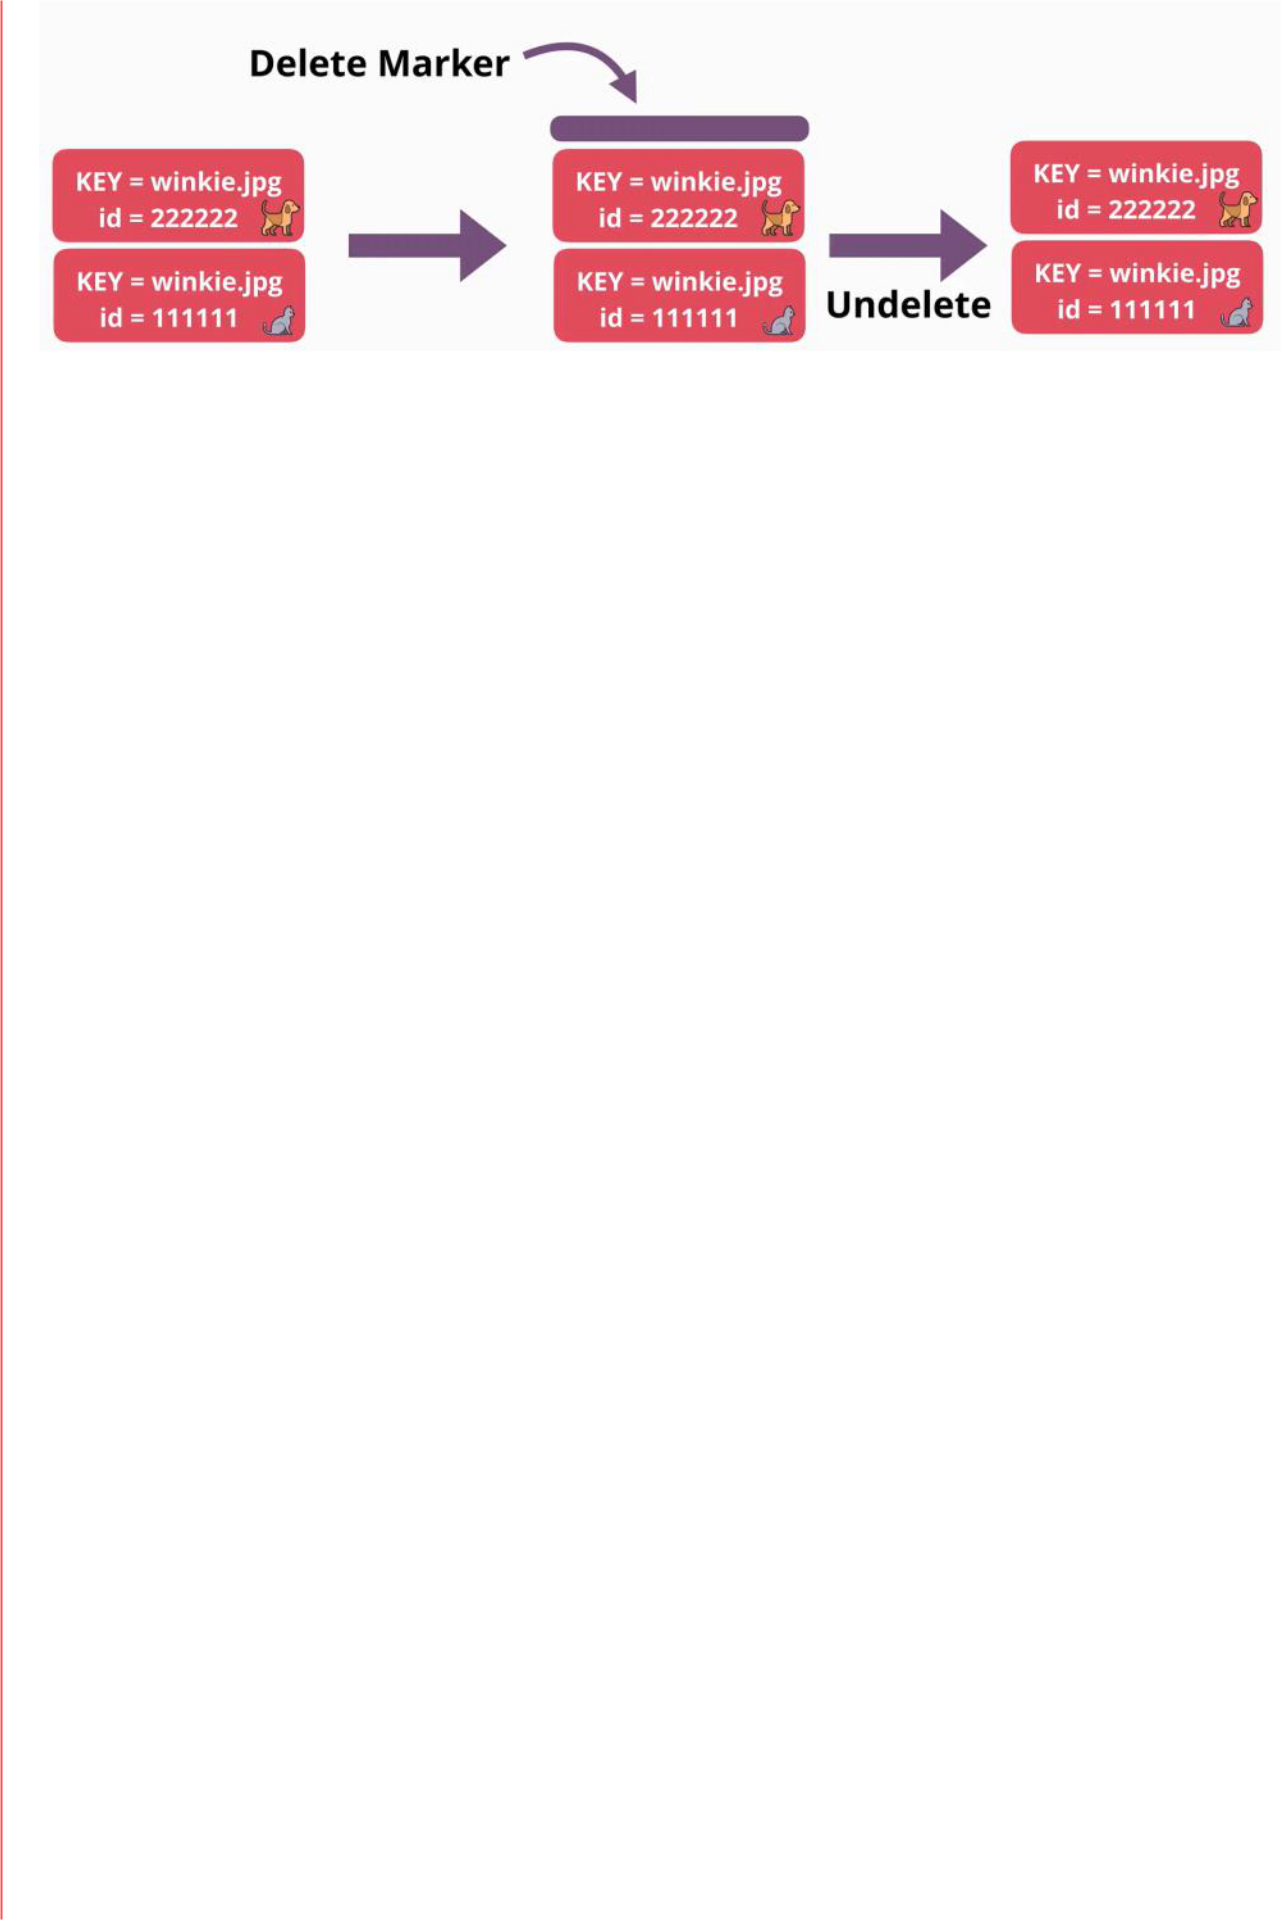 Delete Marker
KEY = winkie.jpg
id = 222222
KEY = winkie.jpg
id = 111111
KEY = winkie.jpg
id = 222222
KEY = winkie.jpg
id = 111111
Undelete
KEY = winkie.jpg
id = 222222
KEY = winkie.jpg
id = 111111